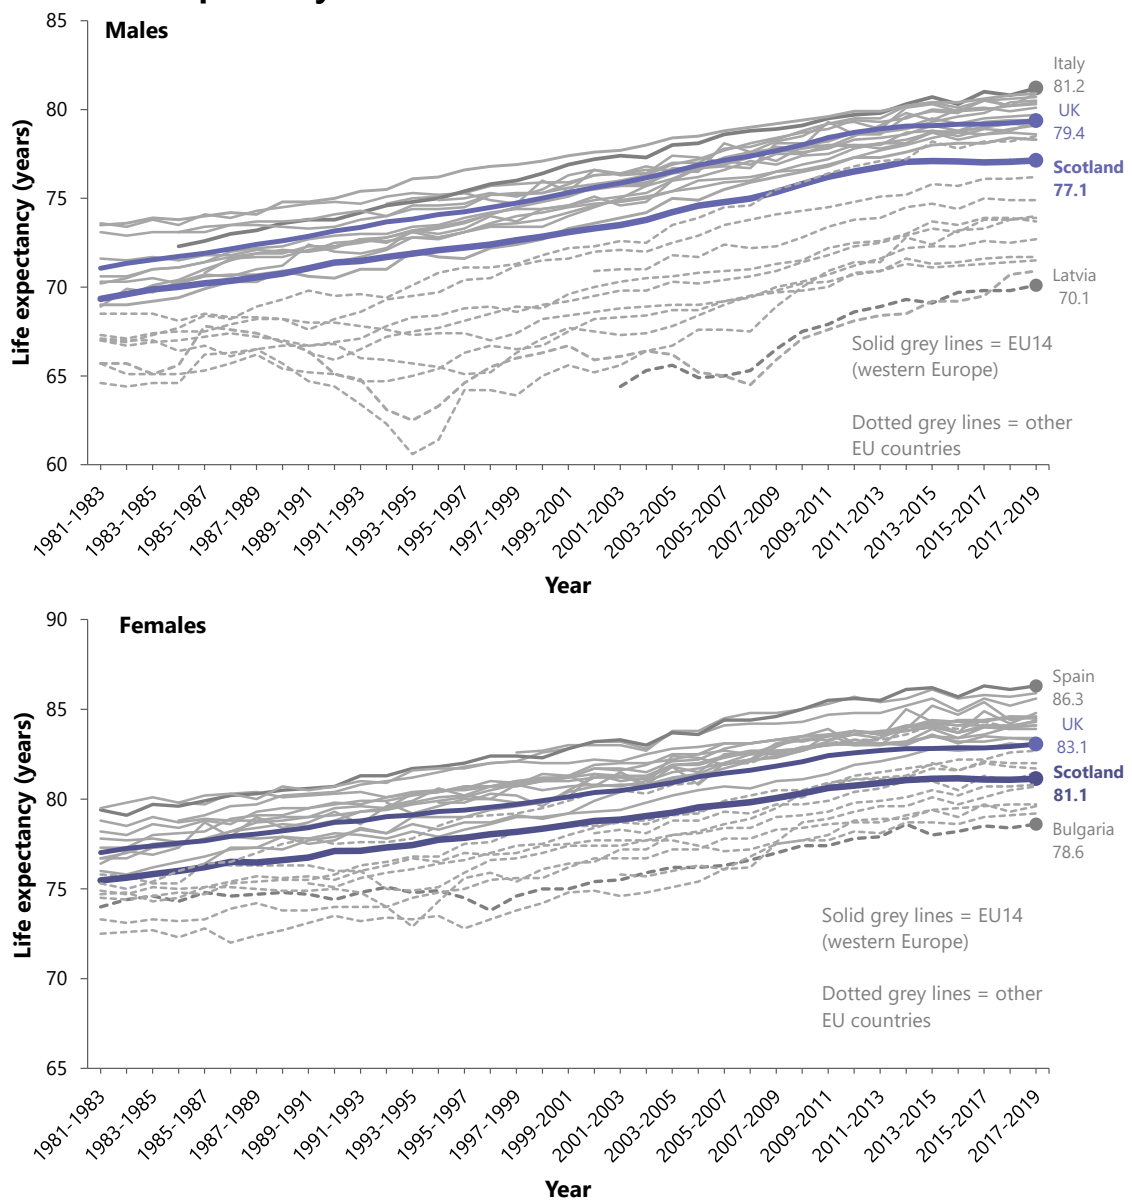 85
Males
80
75
70
65
60
Life expectancy (years)
Italy
81.2
UK
79.4
Scotland
77.1
Latvia
70.1
Solid grey lines = EU14
(western Europe)
Dotted grey lines = other
EU countries
1981-1983
1983-1985
1985-1987
1987-1989
1989-1991
1991-1993
1993-1995
1995-1997
1997-1999
1999-2001
2001-2003
2003-2005
2005-2007
2007-2009
2009-2011
2011-2013
2013-2015
2015-2017
2017-2019
Year
90
Females
85
80
75
70
65
Life expectancy (years)
Spain
86.3
UK
83.1
Scotland
81.1
Bulgaria
78.6
Solid grey lines = EU14
(western Europe)
Dotted grey lines = other
EU countries
1981-1983
1983-1985
1985-1987
1987-1989
1989-1991
1991-1993
1993-1995
1995-1997
1997-1999
1999-2001
2001-2003
2003-2005
2005-2007
2007-2009
2009-2011
2011-2013
2013-2015
2015-2017
2017-2019
Year